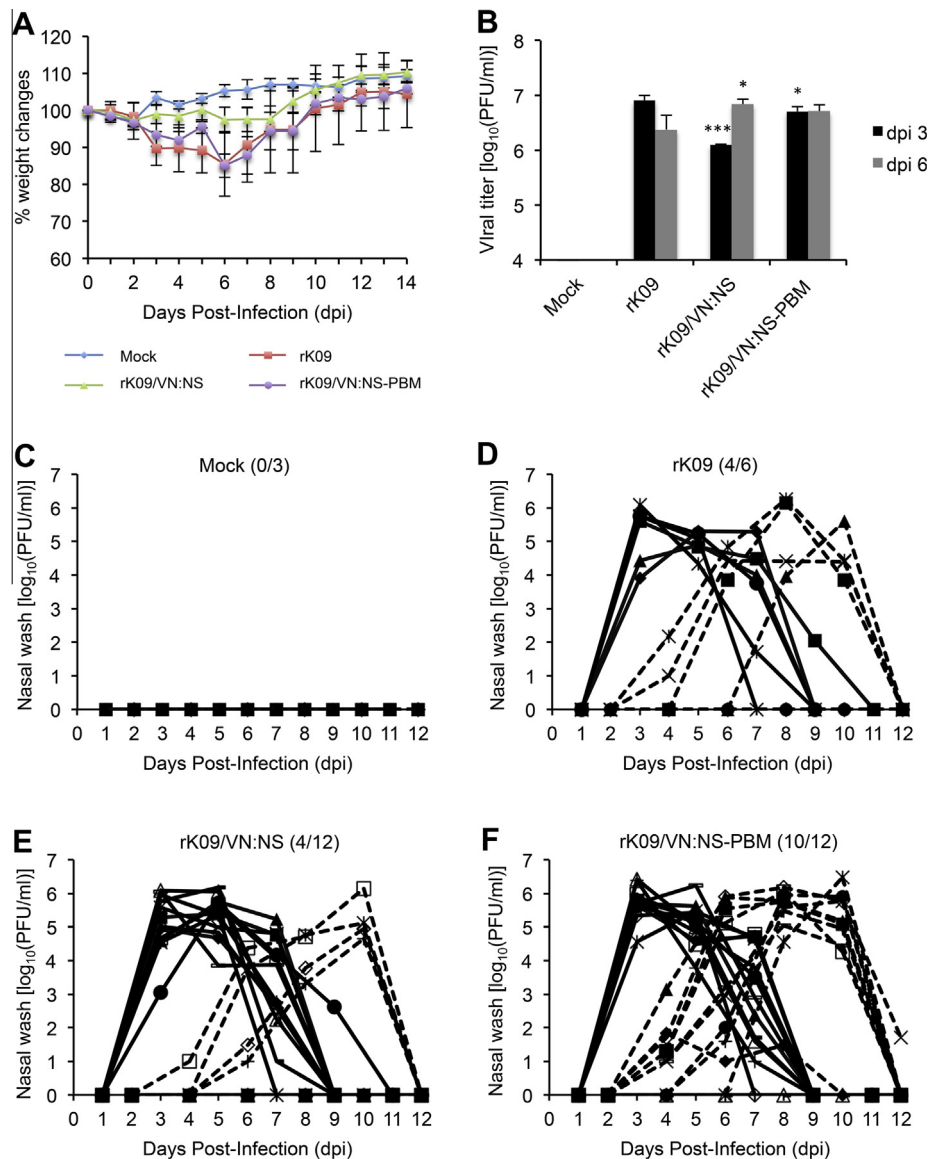 A
120
110
100
90
80
70
60
% weight changes
0 2 4 6 8 10 12 14
Days Post-Infection (dpi)
Mock
rK09
rK09/VN:NS
rK09/VN:NS-PBM
B
8
7
6
5
4
VIral titer [log10(PFU/ml)]
***
*
*
dpi 3
dpi 6
Mock
rK09
rK09/VN:NS
rK09/VN:NS-PBM
C
Mock (0/3)
7
6
5
4
3
2
1
0
Nasal wash [log10(PFU/ml)]
0 1 2 3 4 5 6 7 8 9 10 11 12
Days Post-Infection (dpi)
D
rK09 (4/6)
7
6
5
4
3
2
1
0
Nasal wash [log10(PFU/ml)]
0 1 2 3 4 5 6 7 8 9 10 11 12
Days Post-Infection (dpi)
E
rK09/VN:NS (4/12)
7
6
5
4
3
2
1
0
Nasal wash [log10(PFU/ml)]
0 1 2 3 4 5 6 7 8 9 10 11 12
Days Post-Infection (dpi)
F
rK09/VN:NS-PBM (10/12)
7
6
5
4
3
2
1
0
Nasal wash [log10(PFU/ml)]
0 1 2 3 4 5 6 7 8 9 10 11 12
Days Post-Infection (dpi)